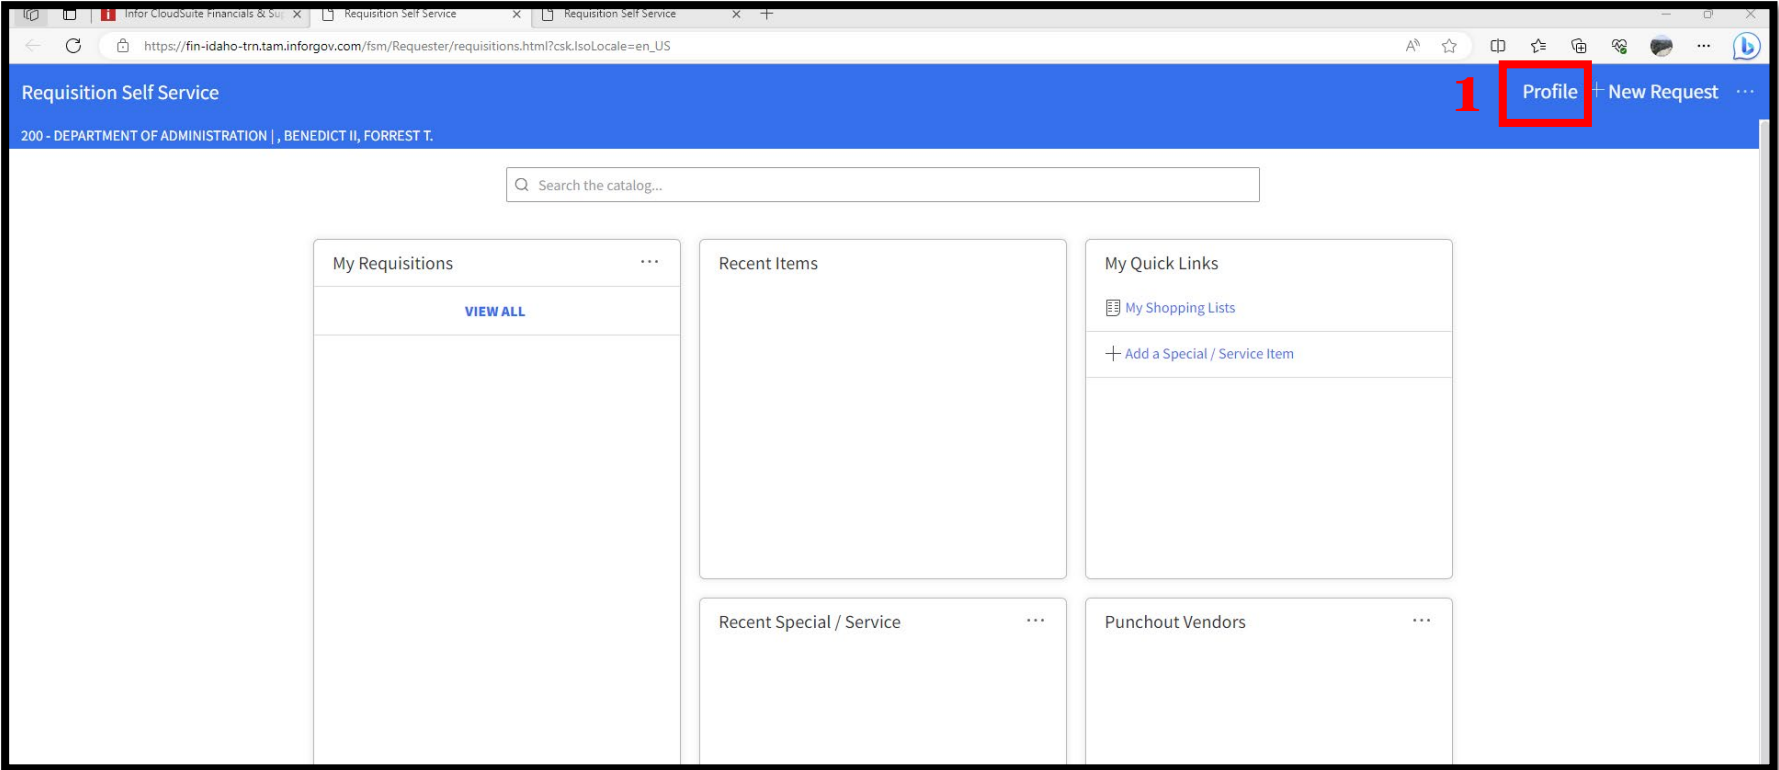 Infor CloudSuite Financials & Su
Requisition Self Service
Requisition Self Service
https://fin-idaho-trn.tam.inforgov.com/fsm/Requester/requisitions.html?csk.IsoLocale=en_US
Requisition Self Service
1
Profile
New Request
200 - DEPARTMENT OF ADMINISTRATION | , BENEDICT II, FORREST T.
Search the catalog...
My Requisitions
VIEW ALL
Recent Items
My Quick Links
My Shopping Lists
Add a Special / Service Item
Recent Special / Service
Punchout Vendors